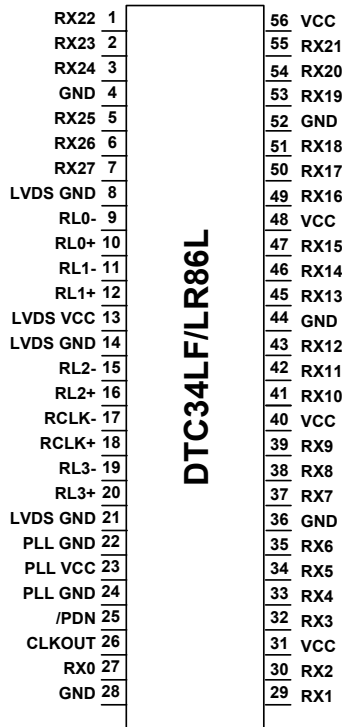 RX22 1
RX23 2
RX24 3
GND 4
RX25 5
RX26 6
RX27 7
LVDS GND 8
RL0- 9
RL0+ 10
RL1- 11
RL1+ 12
LVDS VCC 13
LVDS GND 14
RL2- 15
RL2+ 16
RCLK- 17
RCLK+ 18
RL3- 19
RL3+ 20
LVDS GND 21
PLL GND 22
PLL VCC 23
PLL GND 24
/PDN 25
CLKOUT 26
RX0 27
GND 28
DTC34LF/LR86L
56 VCC
55 RX21
54 RX20
53 RX19
52 GND
51 RX18
50 RX17
49 RX16
48 VCC
47 RX15
46 RX14
45 RX13
44 GND
43 RX12
42 RX11
41 RX10
40 VCC
39 RX9
38 RX8
37 RX7
36 GND
35 RX6
34 RX5
33 RX4
32 RX3
31 VCC
30 RX2
29 RX1